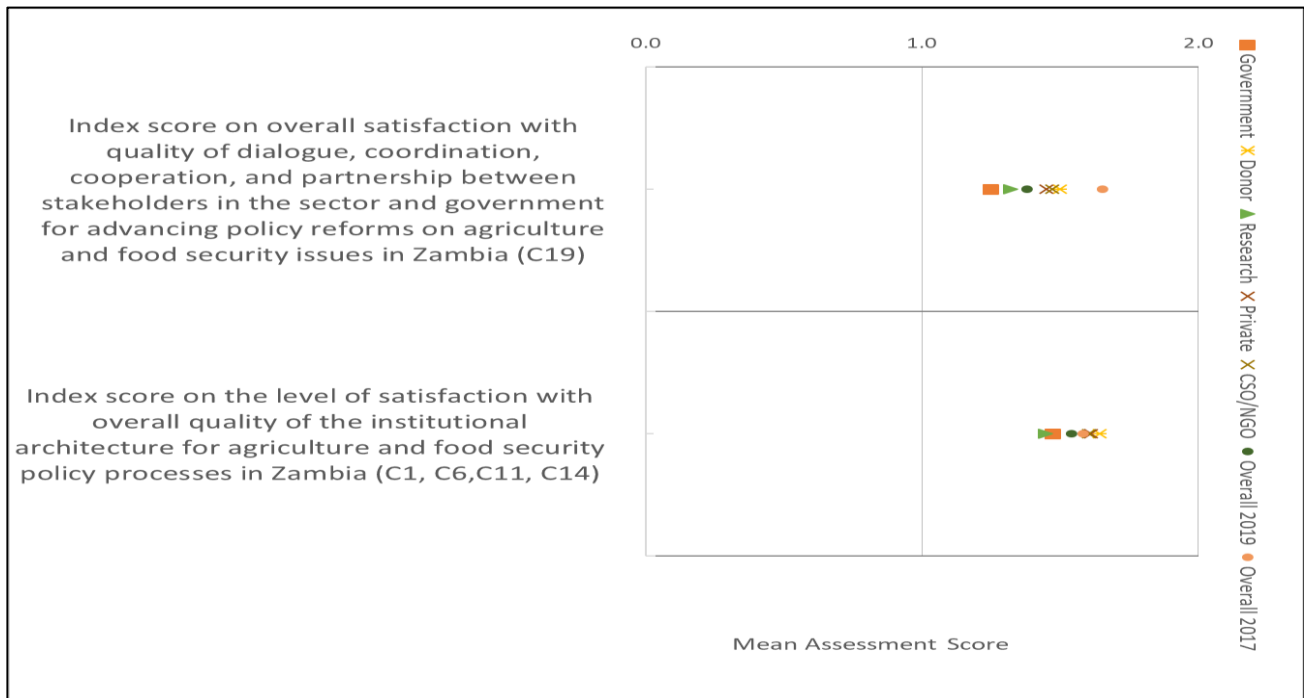 0.0 1.0 2.0
Index score on overall satisfaction with
quality of dialogue, coordination,
cooperation, and partnership between
stakeholders in the sector and government
for advancing policy reforms on agriculture
and food security issues in Zambia (C19)
Index score on the level of satisfaction with
overall quality of the institutional
architecture for agriculture and food security
policy processes in Zambia (C1, C6,C11, C14)
Mean Assessment Score
Government Donor Research Private CSO/NGO Overall 2019 Overall 2017